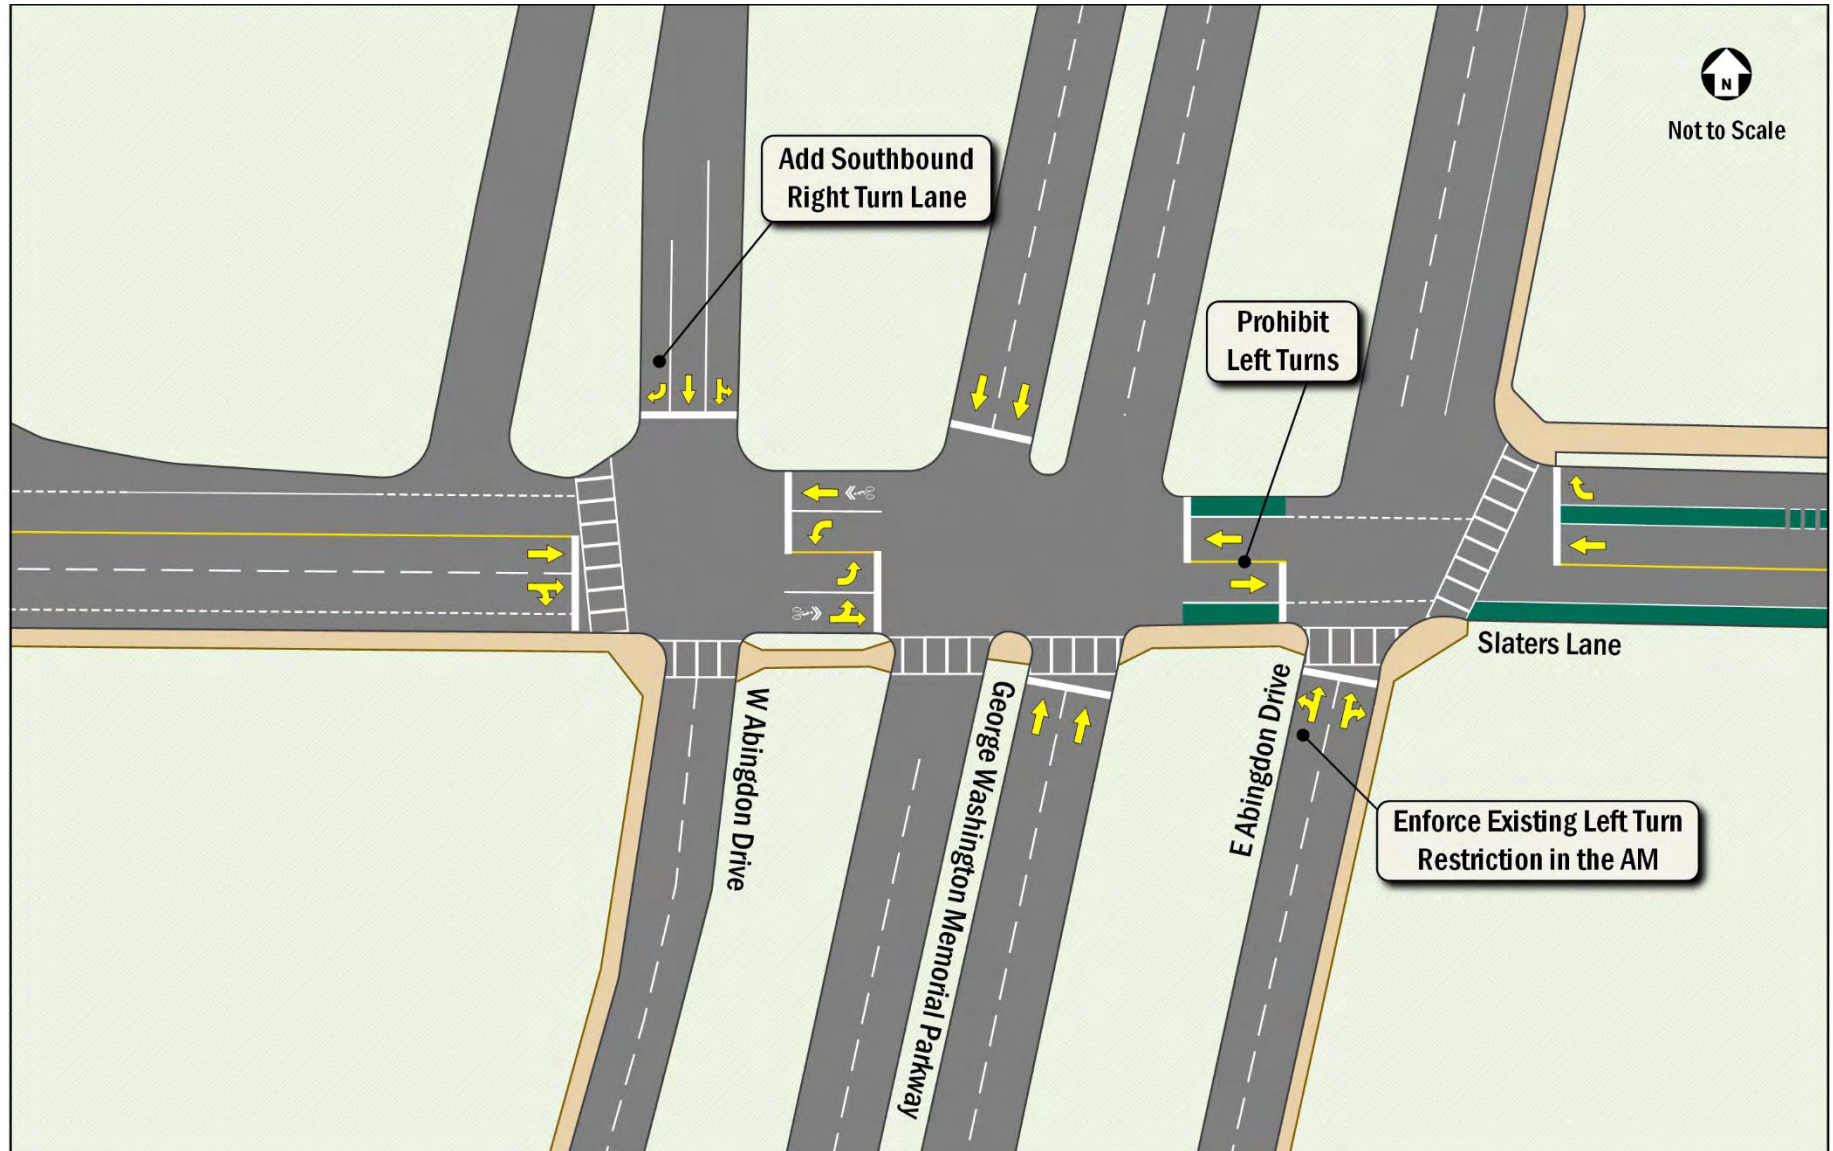 N
Not to Scale
Add Southbound
Right Turn Lane
Prohibit
Left Turns
Slaters Lane
W Abingdon Drive
George Washington Memorial Parkway
E Abingdon Drive
Enforce Existing Left Turn
Restriction in the AM